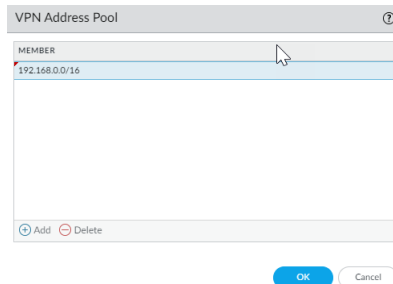 VPN Address Pool ?
MEMBER
192.168.0.0/16
Add Delete
OK Cancel